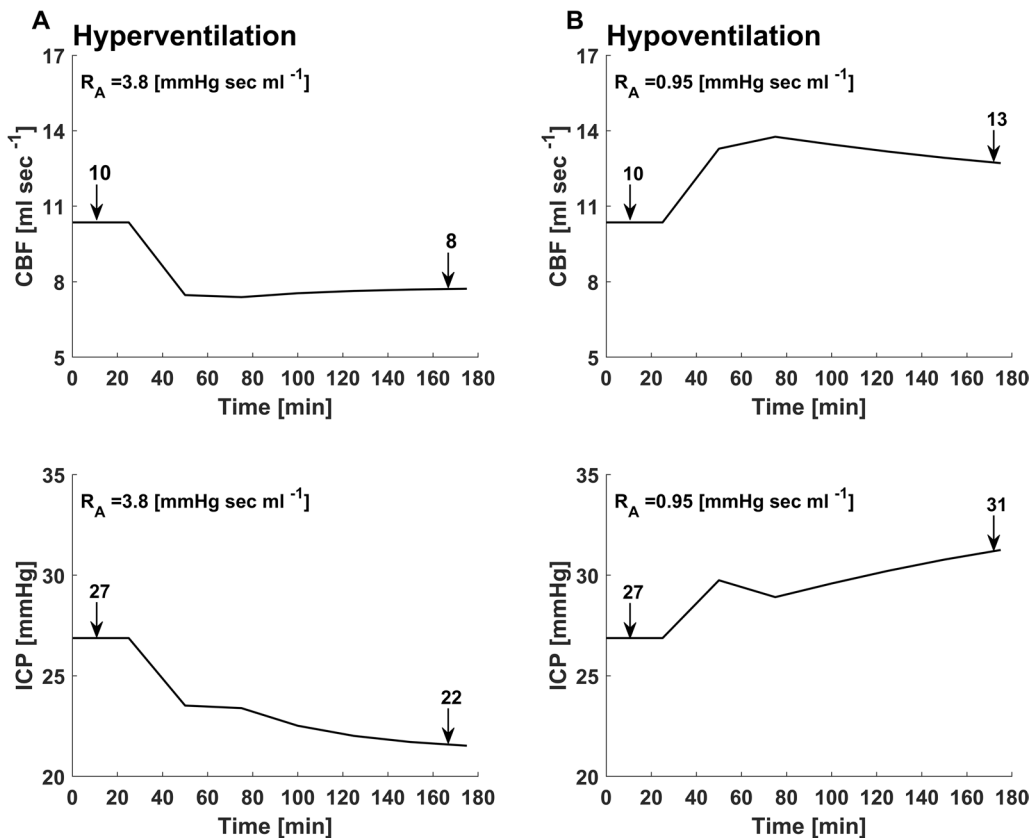 A
Hyperventilation
R_A =3.8 [mmHg sec ml ⁻¹]
CBF [ml sec ⁻¹]
17
14
11
8
5
10
8
0 20 40 60 80 100 120 140 160 180
Time [min]
B
Hypoventilation
R_A =0.95 [mmHg sec ml ⁻¹]
CBF [ml sec ⁻¹]
17
14
11
8
5
10
13
0 20 40 60 80 100 120 140 160 180
Time [min]
R_A =3.8 [mmHg sec ml ⁻¹]
ICP [mmHg]
35
30
25
20
27
22
0 20 40 60 80 100 120 140 160 180
Time [min]
R_A =0.95 [mmHg sec ml ⁻¹]
ICP [mmHg]
35
30
25
20
27
31
0 20 40 60 80 100 120 140 160 180
Time [min]